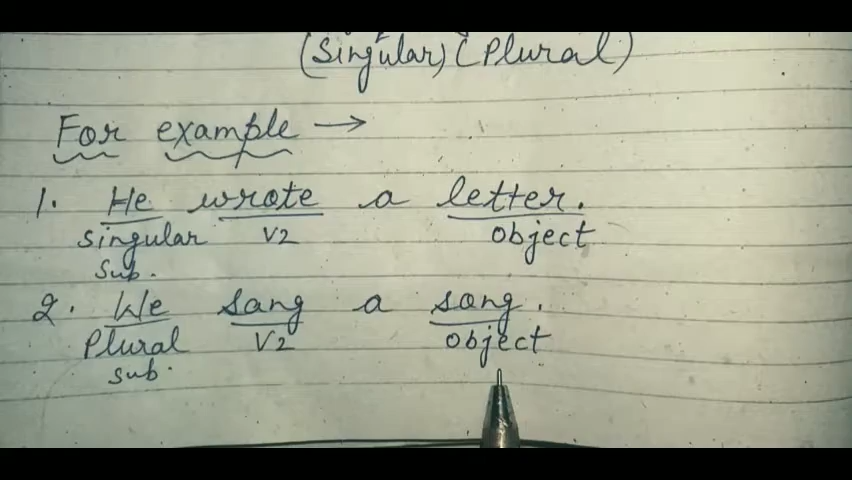 (Singular) (Plural)
For example →
1. He wrote a letter.
singular V2 object
sub.
2. We sang a song.
Plural V2 object
sub.